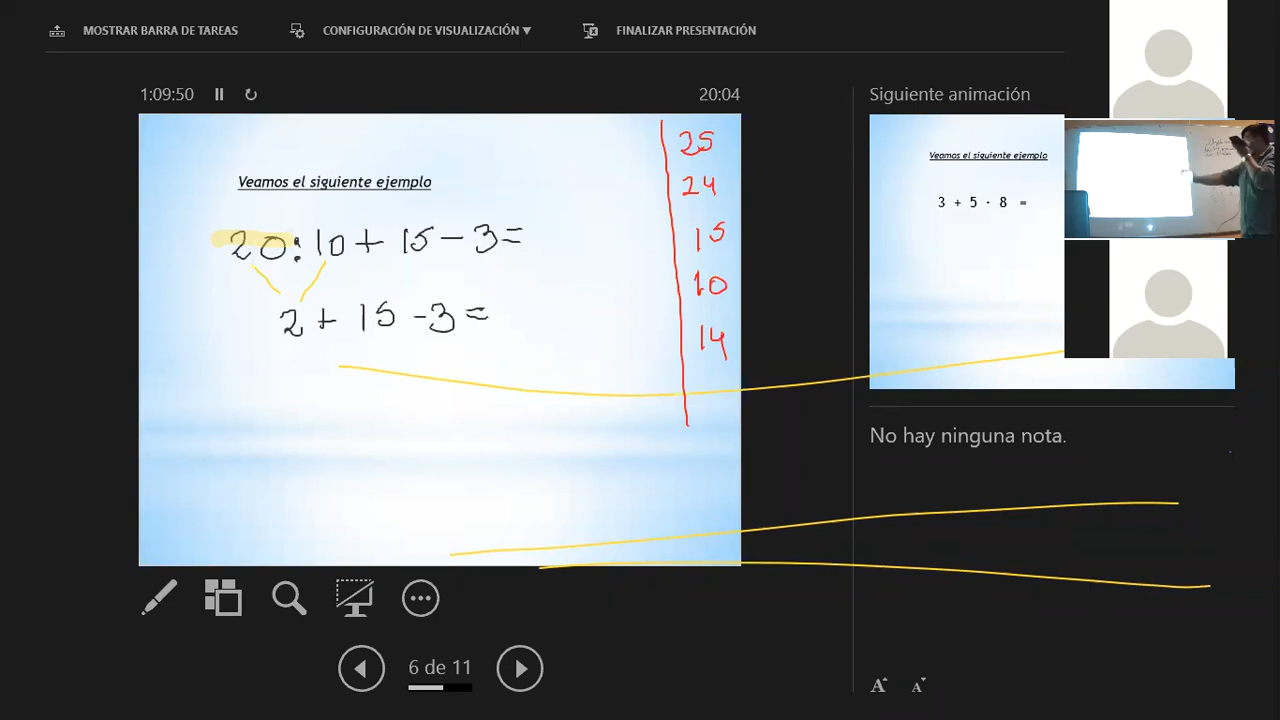 MOSTRAR BARRA DE TAREAS
CONFIGURACIÓN DE VISUALIZACIÓN ▼
FINALIZAR PRESENTACIÓN
1:09:50
20:04
Veamos el siguiente ejemplo
20:10+15-3=
2+15-3=
25
24
15
10
14
Siguiente animación
Veamos el siguiente ejemplo
3 + 5 · 8 =
No hay ninguna nota.
6 de 11
A A